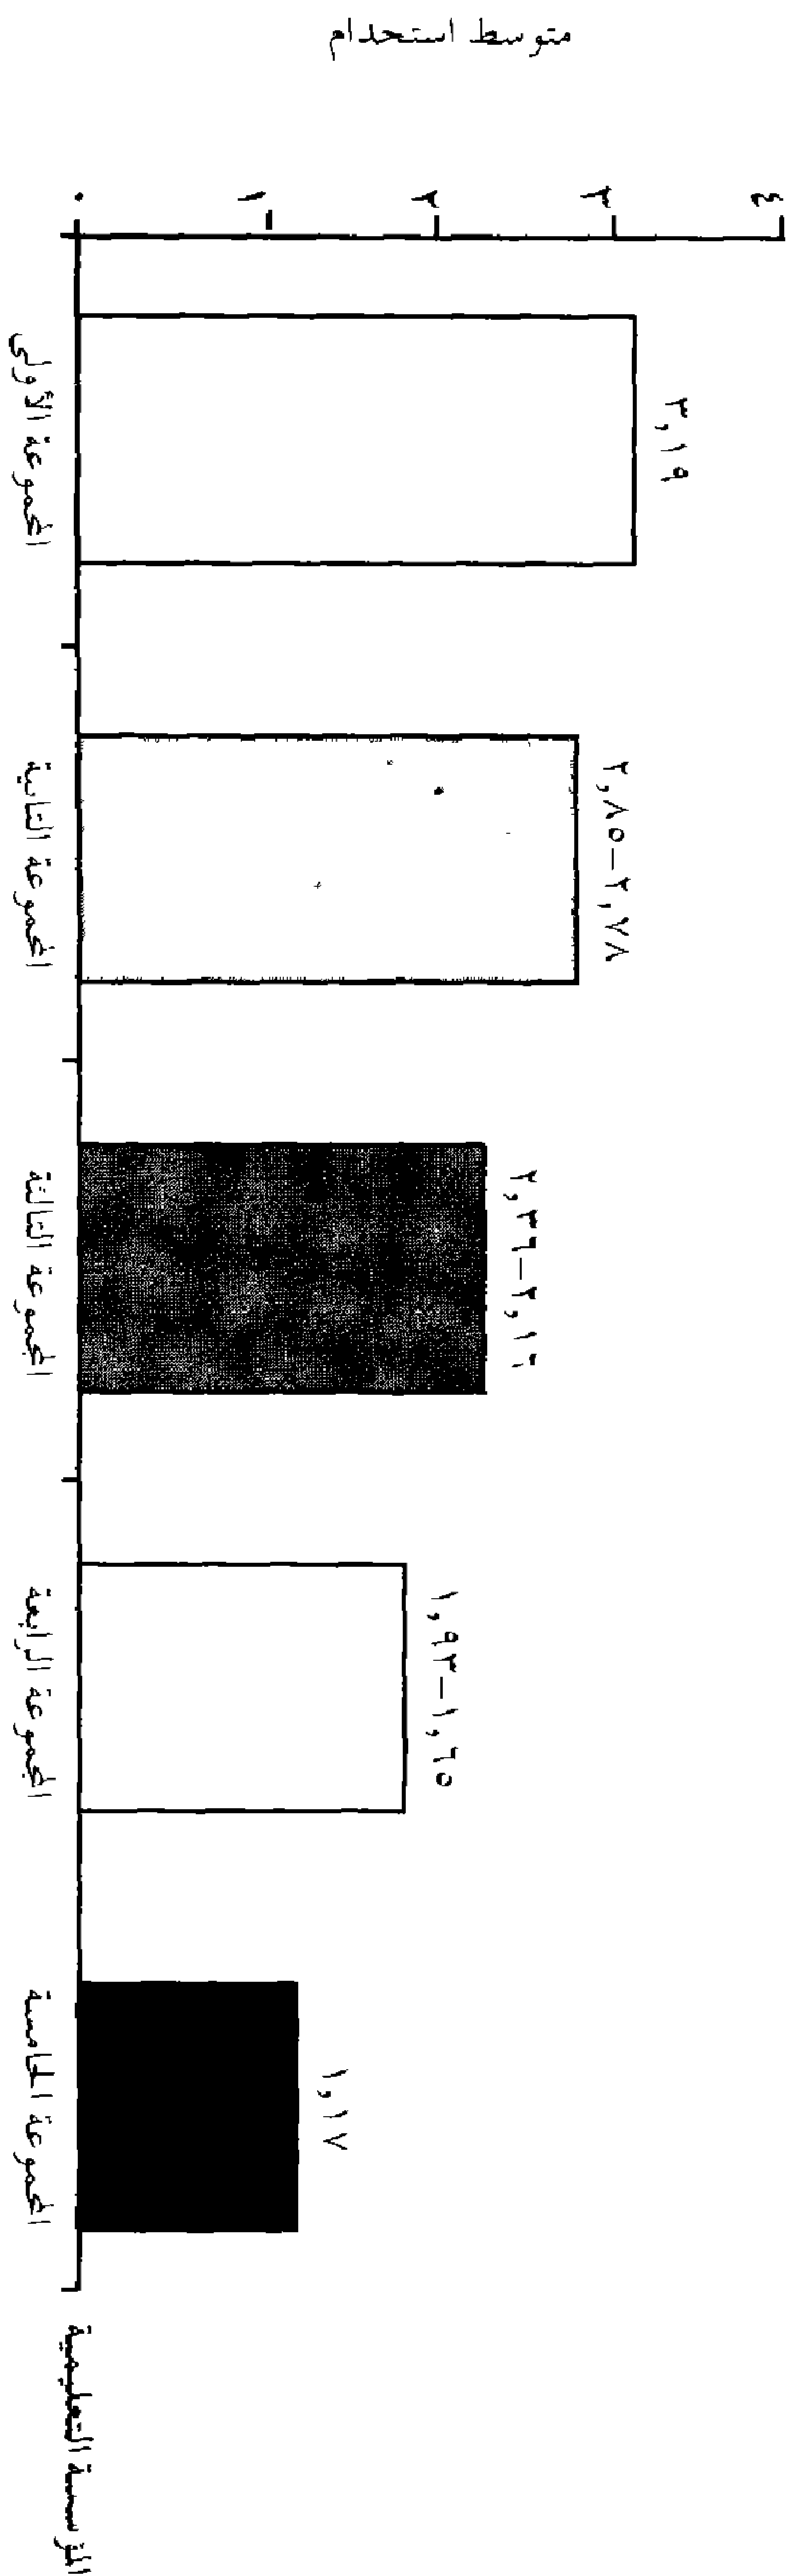 متوسط استخدام
٤
٣
٢
١
٠
٣,١٩
٢,٨٥–٢,٧٨
٢,٣٦–٢,١٢
١,٩٣–١,٦٥
١,١٧
المجموعة الأولى
المجموعة الثانية
المجموعة الثالثة
المجموعة الرابعة
المجموعة الخامسة
المؤسسة التعليمية